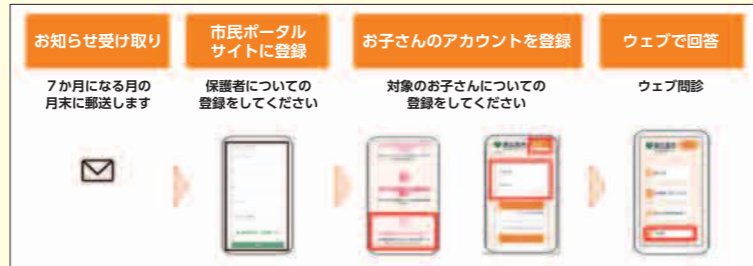 お知らせ受け取り
市民ポータル
サイトに登録
お子さんのアカウントを登録
ウェブで回答
7か月になる月の
月末に郵送します
保護者についての
登録をしてください
対象のお子さんについての
登録をしてください
ウェブ問診